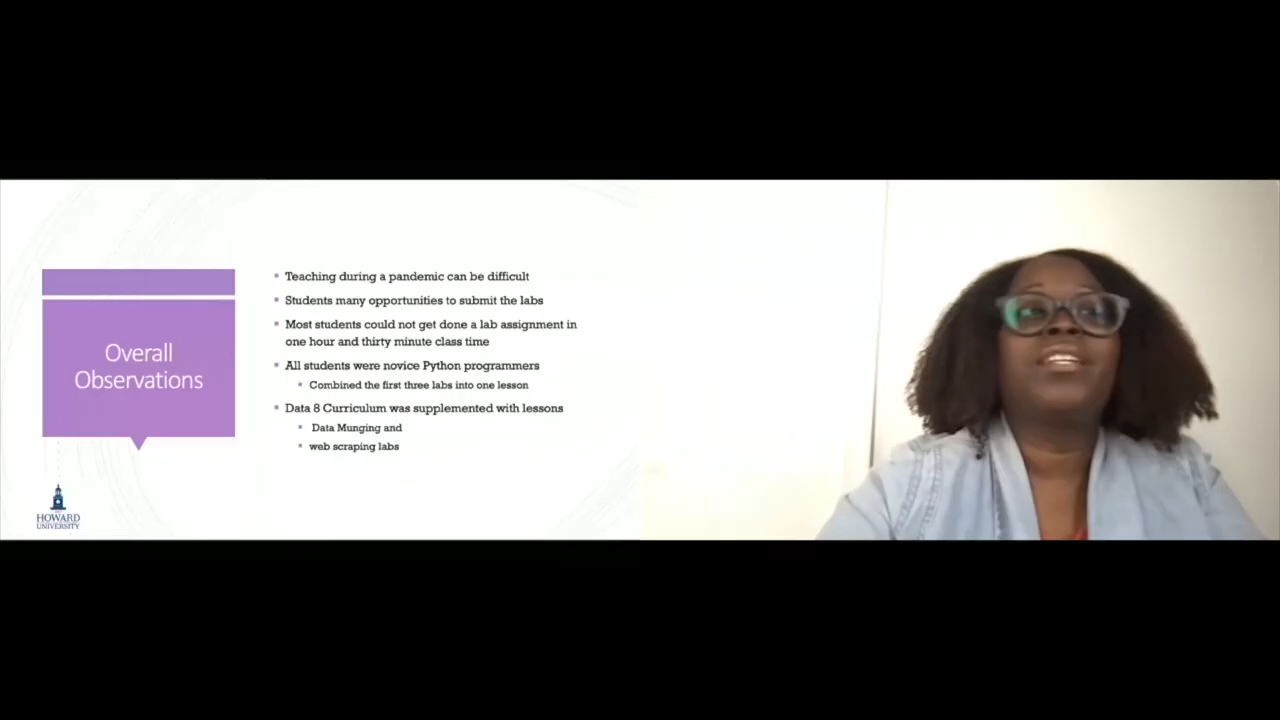 Overall
Observations
Teaching during a pandemic can be difficult
Students many opportunities to submit the labs
Most students could not get done a lab assignment in
one hour and thirty minute class time
All students were novice Python programmers
Combined the first three labs into one lesson
Data 8 Curriculum was supplemented with lessons
Data Munging and
web scraping labs
HOWARD
UNIVERSITY